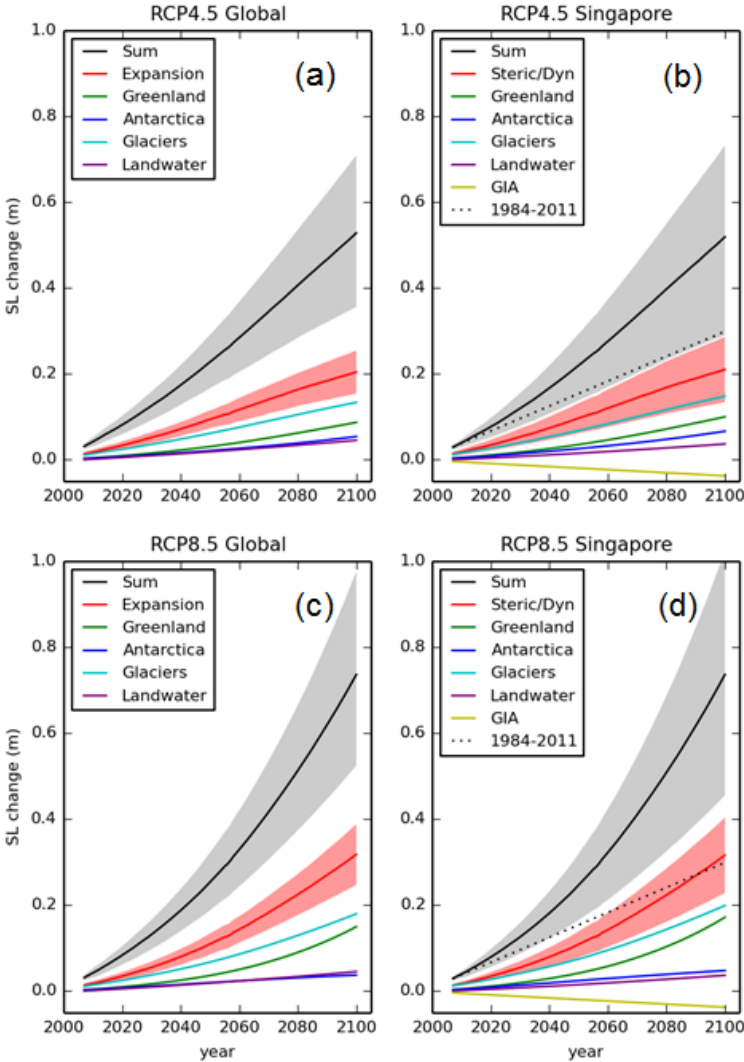 RCP4.5 Global
1.0
0.8
0.6
0.4
0.2
0.0
SL change (m)
Sum
Expansion
Greenland
Antarctica
Glaciers
Landwater
(a)
2000 2020 2040 2060 2080 2100
RCP4.5 Singapore
1.0
0.8
0.6
0.4
0.2
0.0
Sum
Steric/Dyn
Greenland
Antarctica
Glaciers
Landwater
GIA
1984-2011
(b)
2000 2020 2040 2060 2080 2100
RCP8.5 Global
1.0
0.8
0.6
0.4
0.2
0.0
SL change (m)
Sum
Expansion
Greenland
Antarctica
Glaciers
Landwater
(c)
2000 2020 2040 2060 2080 2100
year
RCP8.5 Singapore
1.0
0.8
0.6
0.4
0.2
0.0
Sum
Steric/Dyn
Greenland
Antarctica
Glaciers
Landwater
GIA
1984-2011
(d)
2000 2020 2040 2060 2080 2100
year